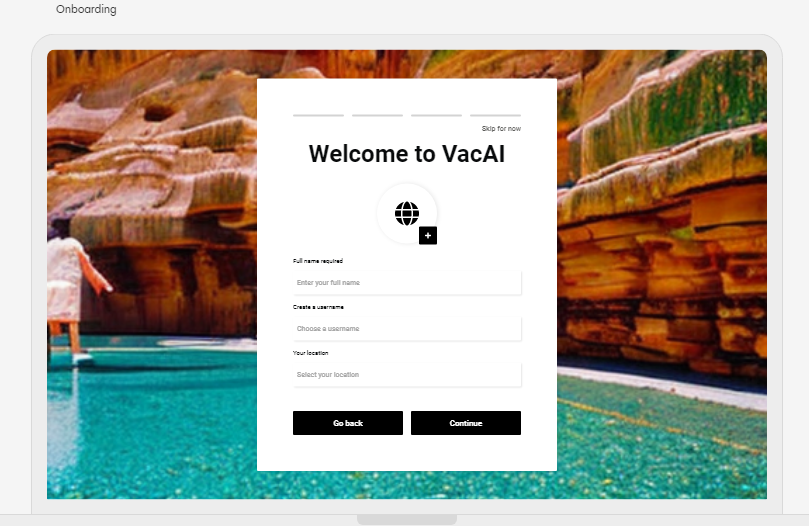 Onboarding
Skip for now
Welcome to VacAI
Full name required
Enter your full name
Create a username
Choose a username
Your location
Select your location
Go back
Continue